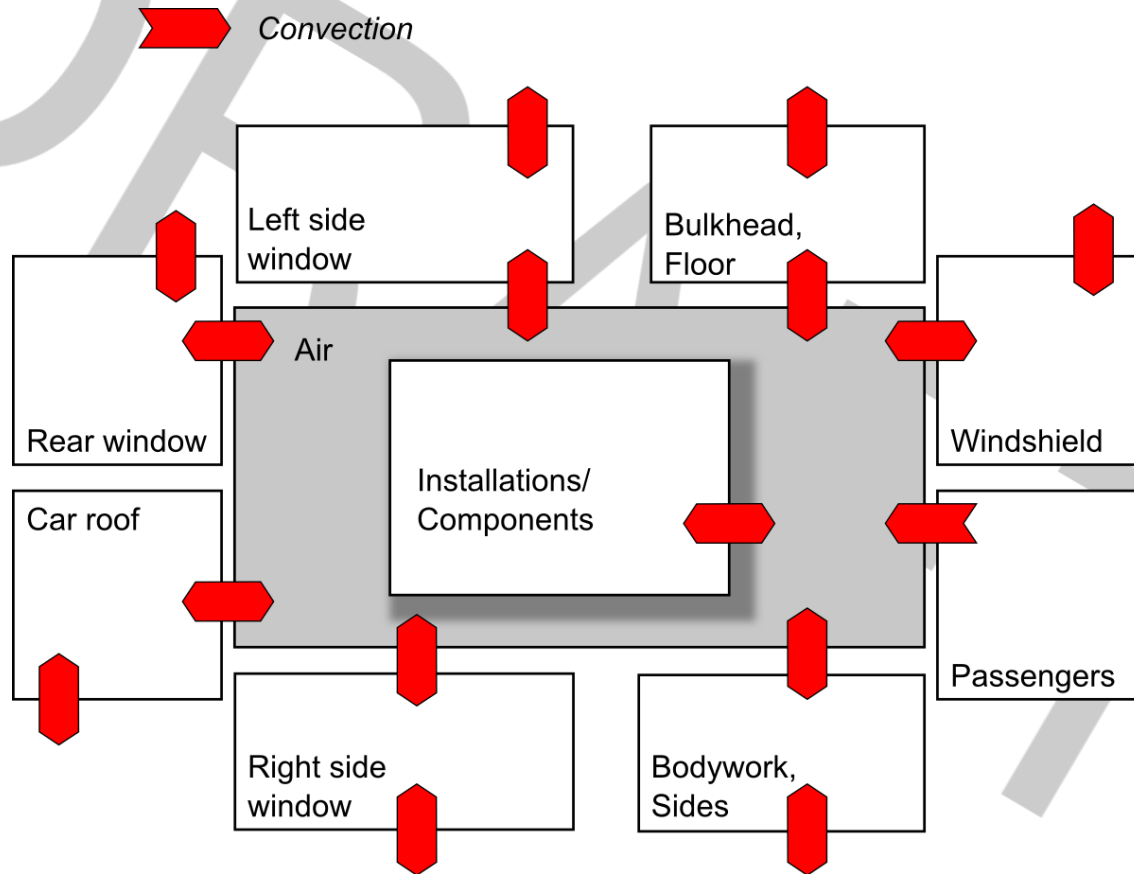 Convection
Left side
window
Bulkhead,
Floor
Air
Rear window
Windshield
Installations/
Components
Car roof
Passengers
Right side
window
Bodywork,
Sides